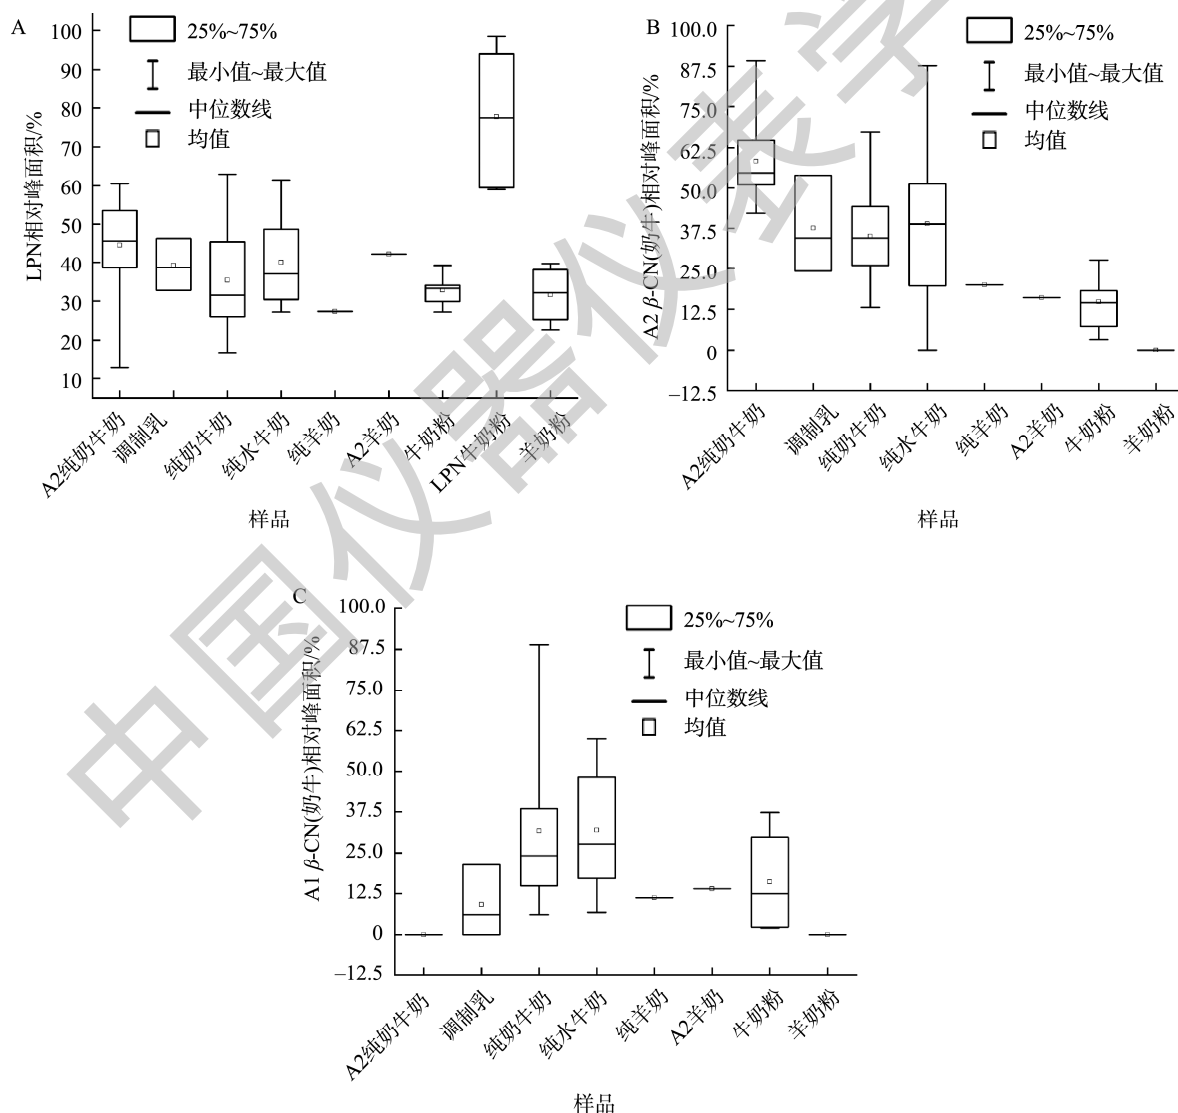 A
25%~75%
最小值~最大值
中位数线
均值
LPN相对峰面积/%
100
90
80
70
60
50
40
30
20
10
A2纯奶牛奶
调制乳
纯奶牛奶
纯水牛奶
纯羊奶
A2羊奶
牛奶粉
LPN牛奶粉
羊奶粉
样品
B
25%~75%
最小值~最大值
中位数线
均值
A2 β-CN(奶牛)相对峰面积/%
100.0
87.5
75.0
62.5
50.0
37.5
25.0
12.5
0
−12.5
A2纯奶牛奶
调制乳
纯奶牛奶
纯水牛奶
纯羊奶
A2羊奶
牛奶粉
羊奶粉
样品
C
25%~75%
最小值~最大值
中位数线
均值
A1 β-CN(奶牛)相对峰面积/%
100.0
87.5
75.0
62.5
50.0
37.5
25.0
12.5
0
−12.5
A2纯奶牛奶
调制乳
纯奶牛奶
纯水牛奶
纯羊奶
A2羊奶
牛奶粉
羊奶粉
样品
中国仪器仪表学